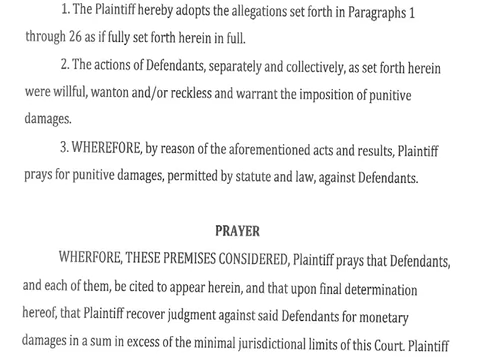 1. The Plaintiff hereby adopts the allegations set forth in Paragraphs 1
through 26 as if fully set forth herein in full.
2. The actions of Defendants, separately and collectively, as set forth herein
were willful, wanton and/or reckless and warrant the imposition of punitive
damages.
3. WHEREFORE, by reason of the aforementioned acts and results, Plaintiff
prays for punitive damages, permitted by statute and law, against Defendants.
PRAYER
WHERFORE, THESE PREMISES CONSIDERED, Plaintiff prays that Defendants,
and each of them, be cited to appear herein, and that upon final determination
hereof, that Plaintiff recover judgment against said Defendants for monetary
damages in a sum in excess of the minimal jurisdictional limits of this Court. Plaintiff